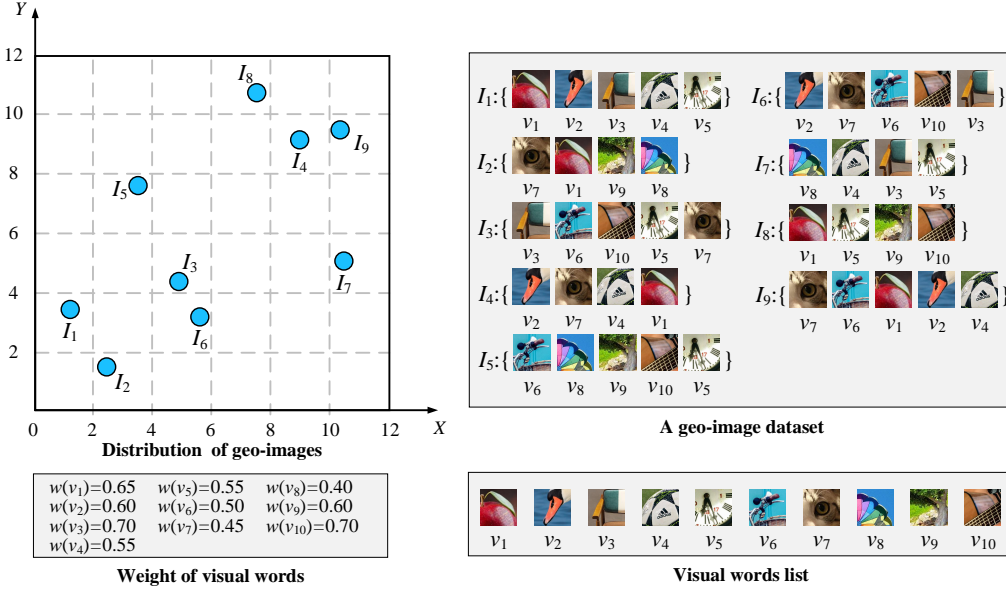 Y
12
10
8
6
4
2
0 2 4 6 8 10 12 X
I8
I4
I9
I5
I3
I7
I1
I6
I2
Distribution of geo-images
w(v1)=0.65 w(v5)=0.55 w(v8)=0.40
w(v2)=0.60 w(v6)=0.50 w(v9)=0.60
w(v3)=0.70 w(v7)=0.45 w(v10)=0.70
w(v4)=0.55
Weight of visual words
I1:{ }
v1 v2 v3 v4 v5
I2:{ }
v7 v1 v9 v8
I3:{ }
v3 v6 v10 v5 v7
I4:{ }
v2 v7 v4 v1
I5:{ }
v6 v8 v9 v10 v5
I6:{ }
v2 v7 v6 v10 v3
I7:{ }
v8 v4 v3 v5
I8:{ }
v1 v5 v9 v10
I9:{ }
v7 v6 v1 v2 v4
A geo-image dataset
v1 v2 v3 v4 v5 v6 v7 v8 v9 v10
Visual words list